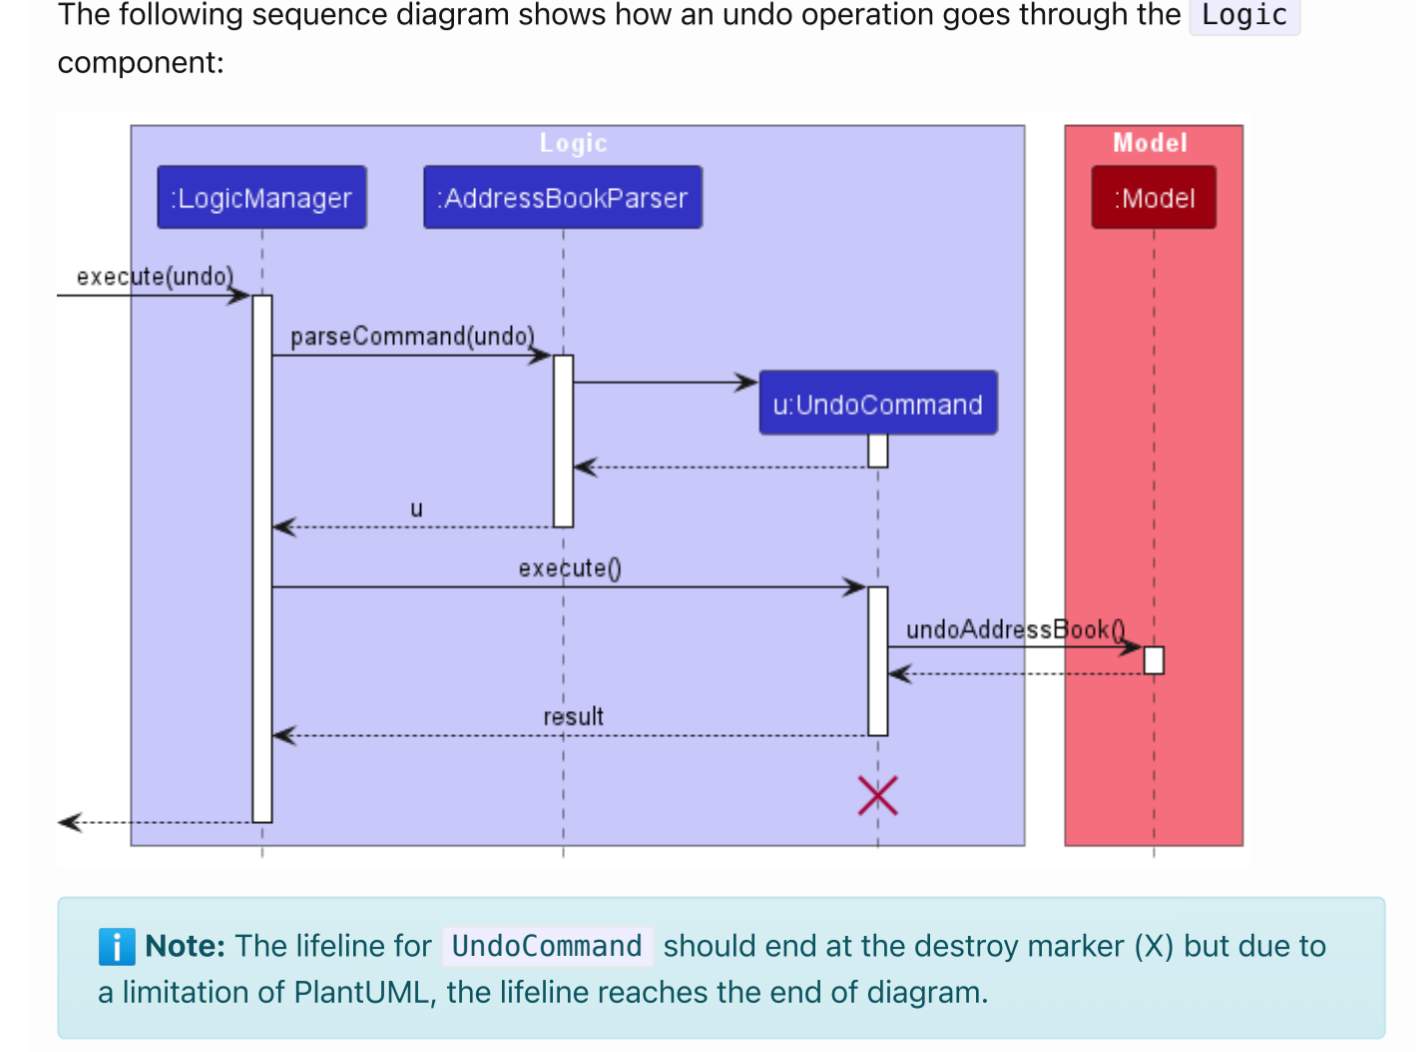 The following sequence diagram shows how an undo operation goes through the Logic
component:
Logic
Model
:LogicManager
:AddressBookParser
:Model
execute(undo)
parseCommand(undo)
u:UndoCommand
u
execute()
undoAddressBook()
result
Note: The lifeline for UndoCommand should end at the destroy marker (X) but due to
a limitation of PlantUML, the lifeline reaches the end of diagram.